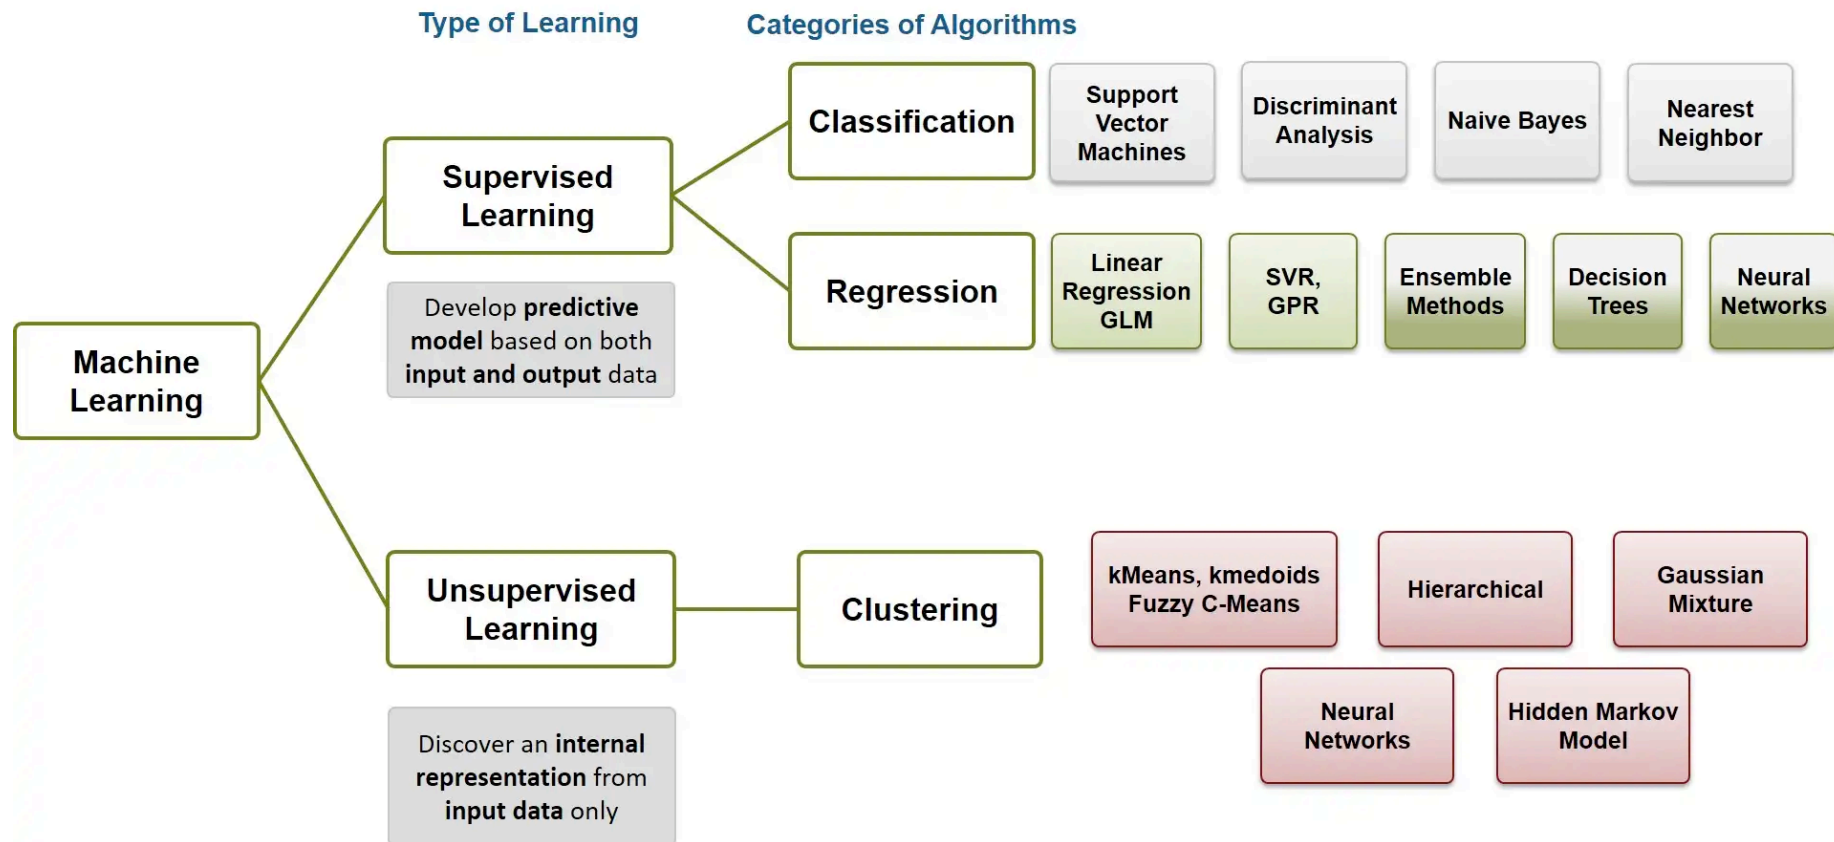 Type of Learning
Categories of Algorithms
Machine
Learning
Supervised
Learning
Develop predictive
model based on both
input and output data
Classification
Support
Vector
Machines
Discriminant
Analysis
Naive Bayes
Nearest
Neighbor
Regression
Linear
Regression
GLM
SVR,
GPR
Ensemble
Methods
Decision
Trees
Neural
Networks
Unsupervised
Learning
Discover an internal
representation from
input data only
Clustering
kMeans, kmedoids
Fuzzy C-Means
Hierarchical
Gaussian
Mixture
Neural
Networks
Hidden Markov
Model